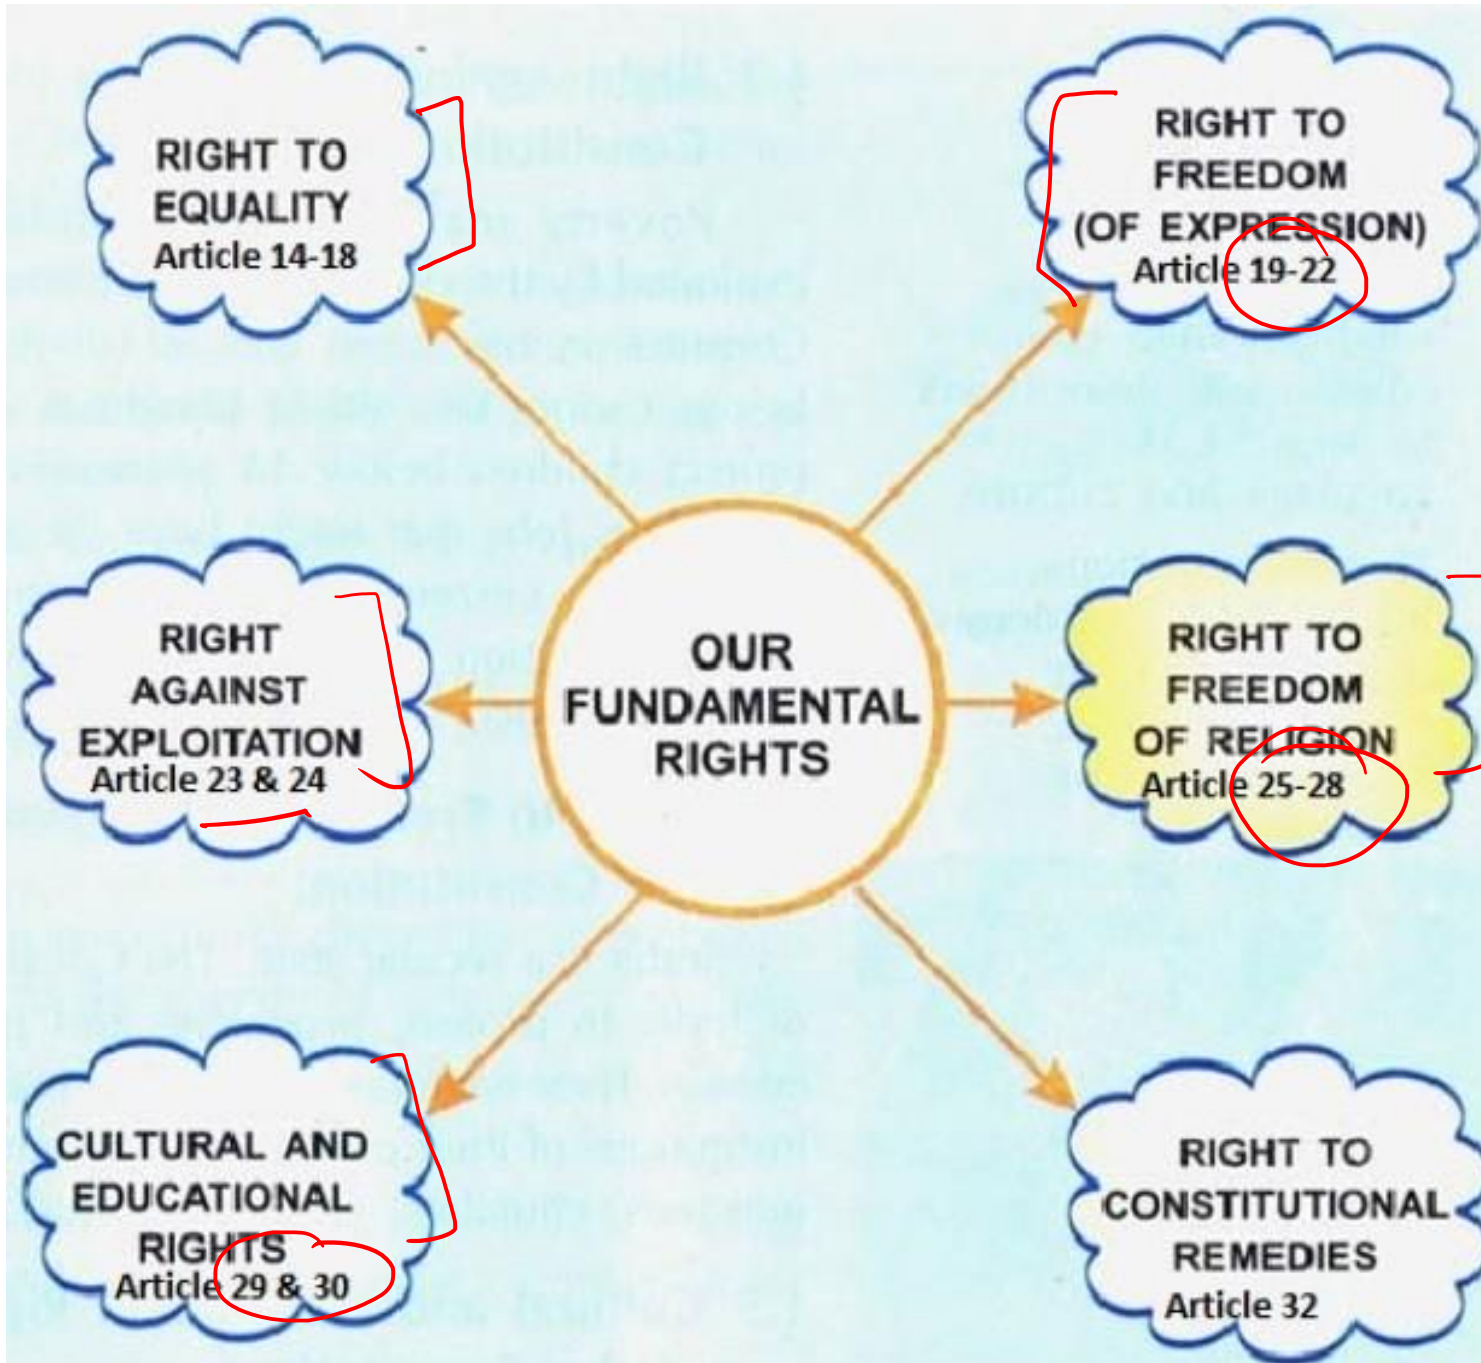 RIGHT TO
EQUALITY
Article 14-18
RIGHT TO
FREEDOM
(OF EXPRESSION)
Article 19-22
RIGHT
AGAINST
EXPLOITATION
Article 23 & 24
OUR
FUNDAMENTAL
RIGHTS
RIGHT TO
FREEDOM
OF RELIGION
Article 25-28
CULTURAL AND
EDUCATIONAL
RIGHTS
Article 29 & 30
RIGHT TO
CONSTITUTIONAL
REMEDIES
Article 32